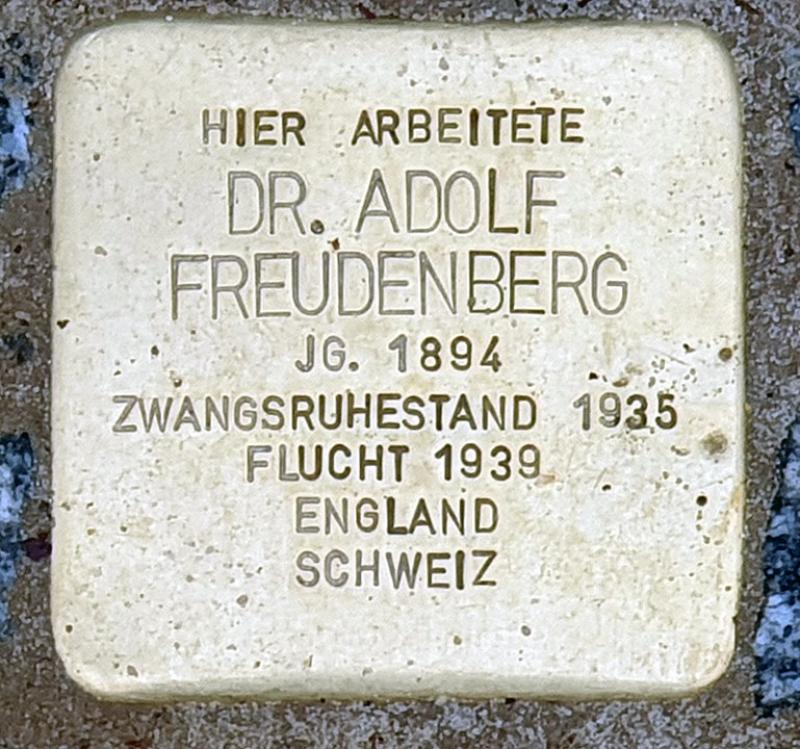 HIER ARBEITETE
DR. ADOLF
FREUDENBERG
JG. 1894
ZWANGSRUHESTAND 1935
FLUCHT 1939
ENGLAND
SCHWEIZ